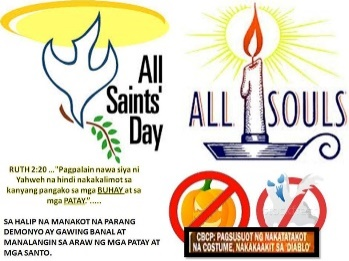 All
Saints'
Day
ALL SOULS
RUTH 2:20 ..."Pagpalain nawa siya ni
Yahweh na hindi nakakalimot sa
kanyang pangako sa mga BUHAY at sa
mga PATAY.".....
SA HALIP NA MANAKOT NA PARANG
DEMONYO AY GAWING BANAL AT
MANALANGIN SA ARAW NG MGA PATAY AT
MGA SANTO.
CBCP: PAGSUSUOT NG NAKATATAKOT
NA COSTUME, NAKAKAAKIT SA 'DIABLO'